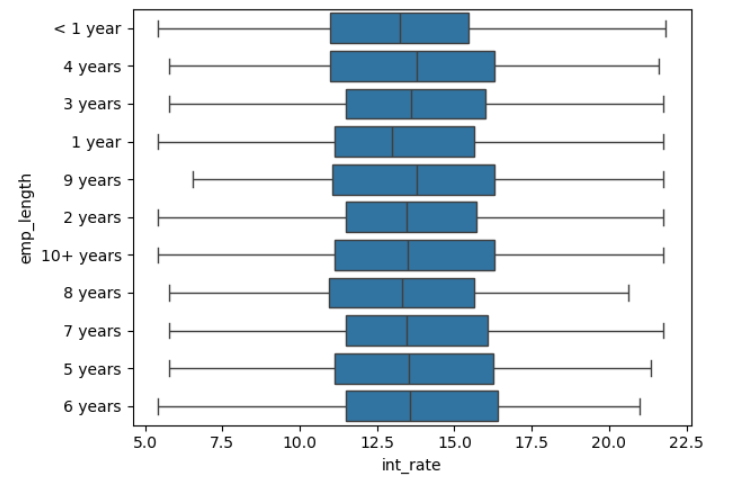 < 1 year
4 years
3 years
1 year
9 years
2 years
10+ years
8 years
7 years
5 years
6 years
emp_length
5.0 7.5 10.0 12.5 15.0 17.5 20.0 22.5
int_rate